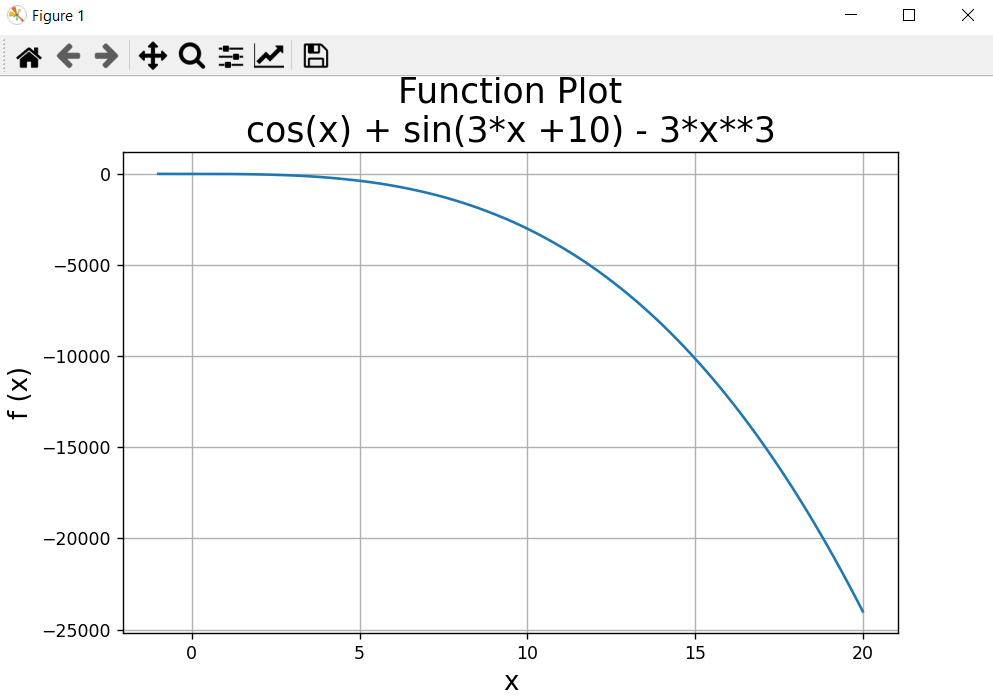 Figure 1
Function Plot
cos(x) + sin(3*x +10) - 3*x**3
0
−5000
−10000
−15000
−20000
−25000
f (x)
0 5 10 15 20
x